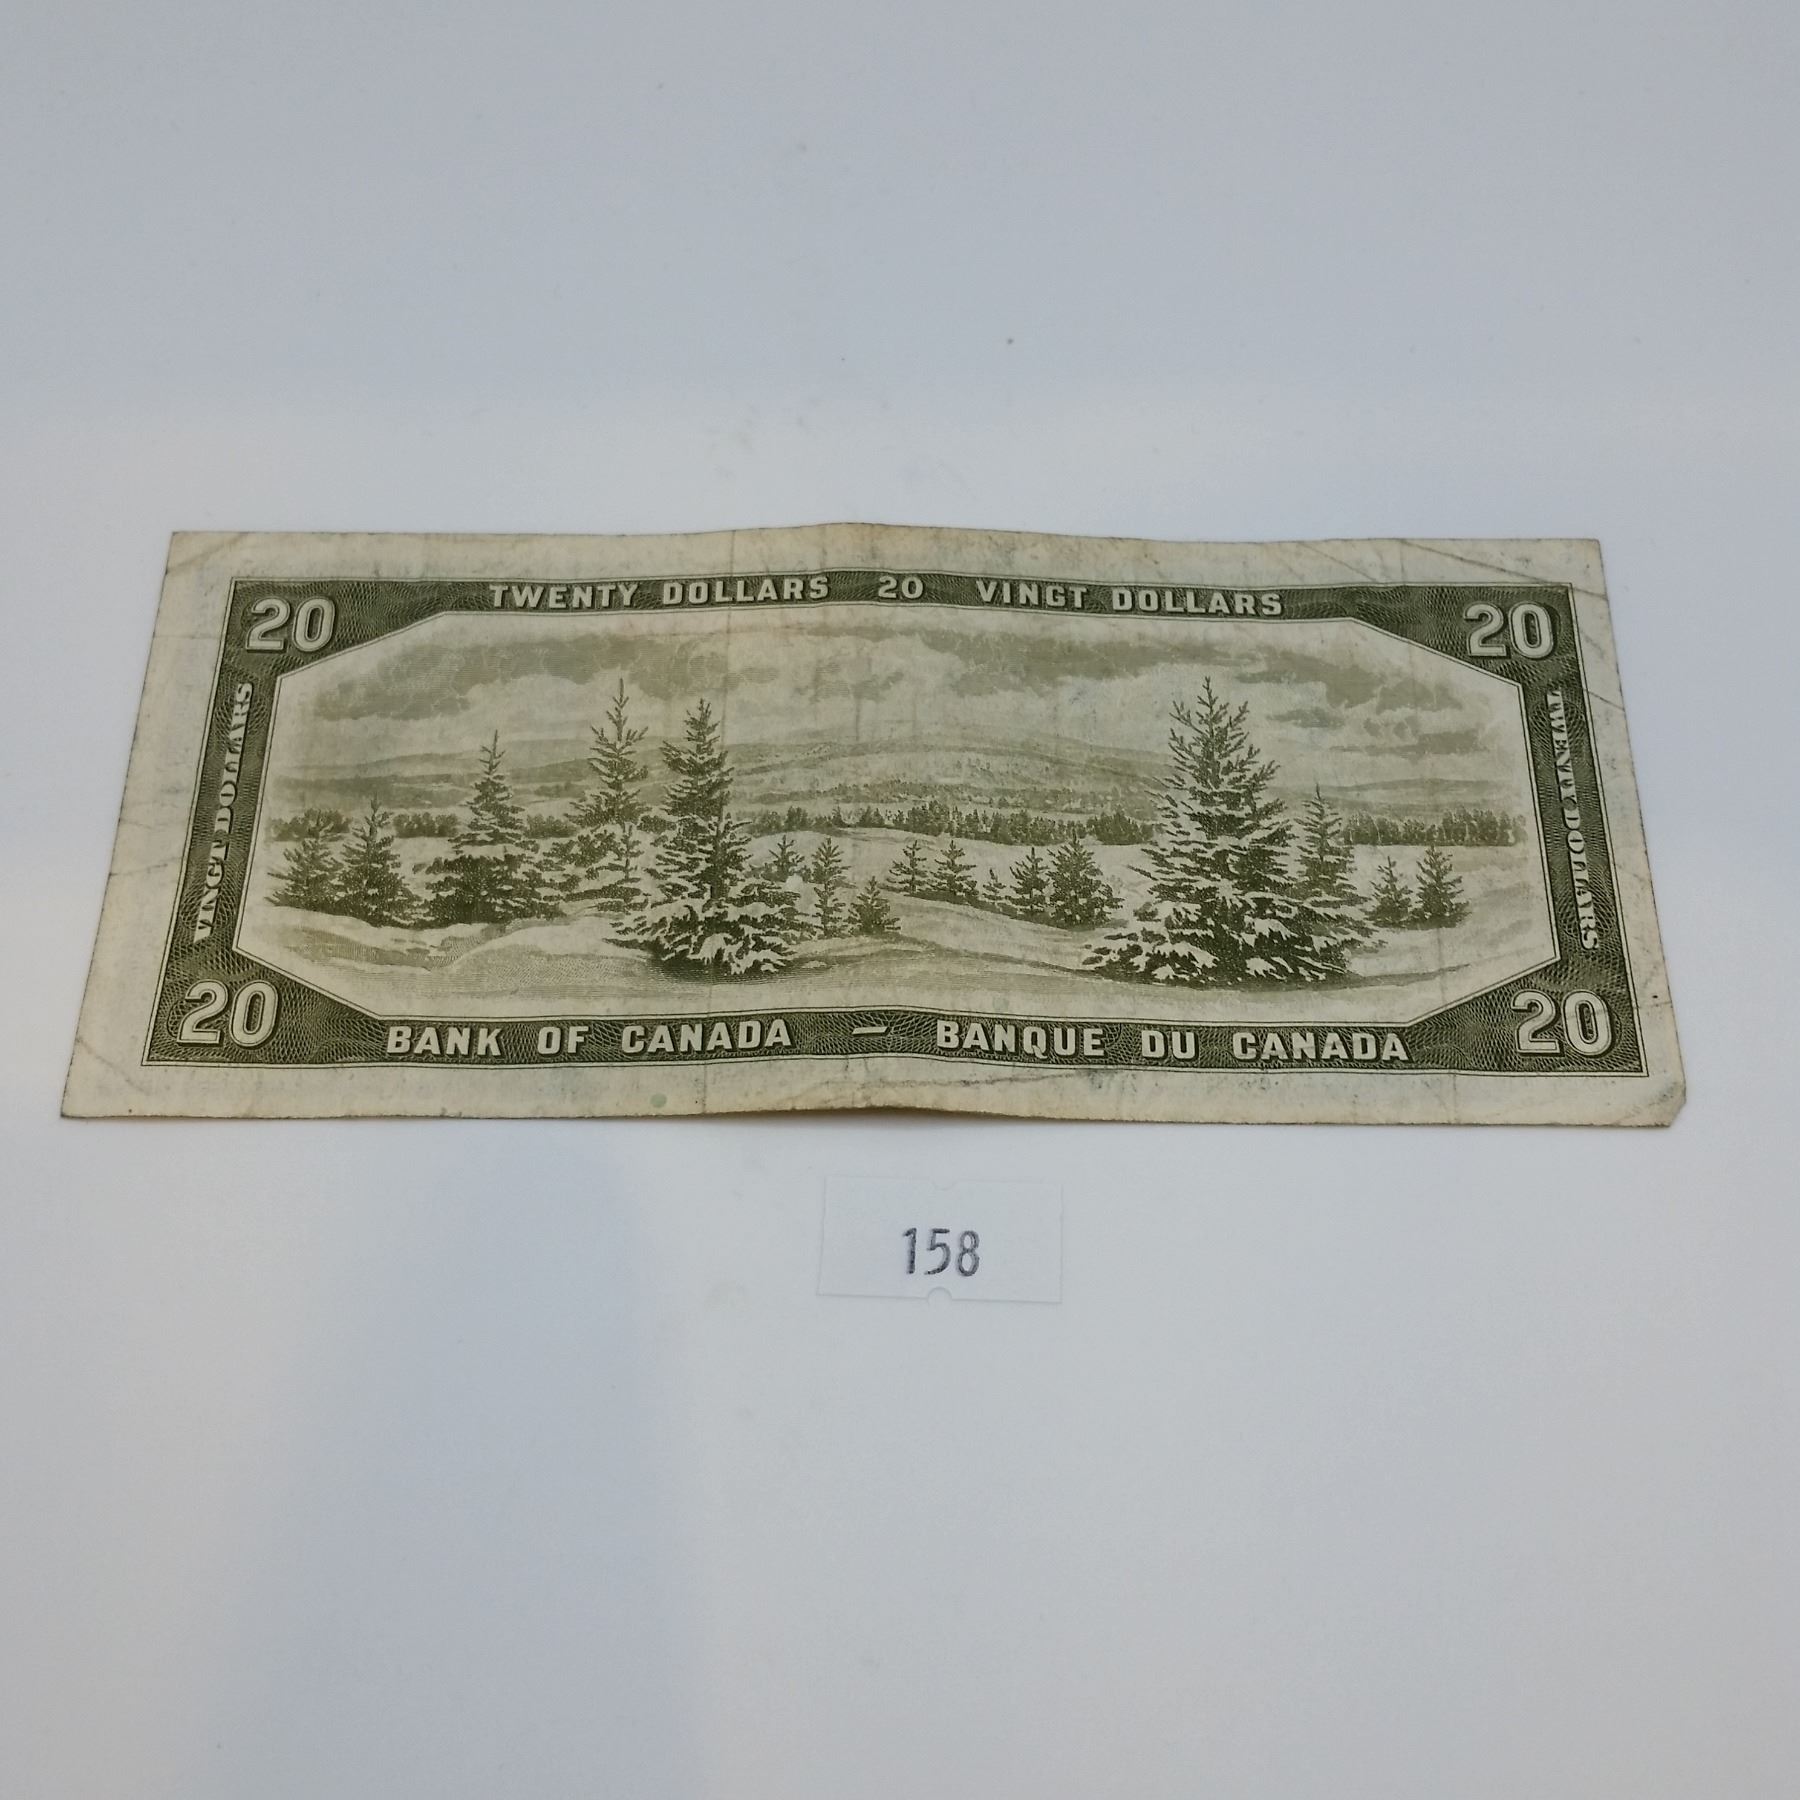 TWENTY DOLLARS 20 VINGT DOLLARS
20
20
VINGT DOLLARS
TWENTY DOLLARS
20
20
BANK OF CANADA – BANQUE DU CANADA
158